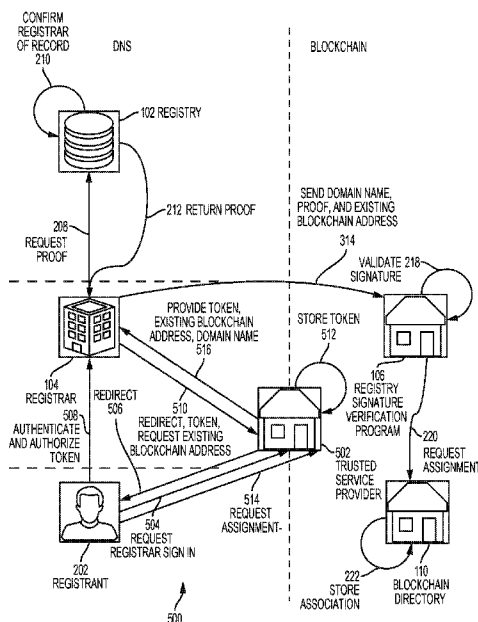 CONFIRM
REGISTRAR
OF RECORD
210
DNS
BLOCKCHAIN
102 REGISTRY
212 RETURN PROOF
208
REQUEST
PROOF
SEND DOMAIN NAME,
PROOF, AND EXISTING
BLOCKCHAIN ADDRESS
314
VALIDATE 218
SIGNATURE
PROVIDE TOKEN,
EXISTING BLOCKCHAIN
ADDRESS, DOMAIN NAME
516
STORE TOKEN
512
104
REGISTRAR
106
REGISTRY
SIGNATURE
VERIFICATION
PROGRAM
REDIRECT
506
510
REDIRECT, TOKEN,
REQUEST EXISTING
BLOCKCHAIN ADDRESS
508
AUTHENTICATE
AND AUTHORIZE
TOKEN
502
TRUSTED
SERVICE
PROVIDER
220
REQUEST
ASSIGNMENT
514
REQUEST
ASSIGNMENT-
504
REQUEST
REGISTRAR SIGN IN
202
REGISTRANT
222
STORE
ASSOCIATION
110
BLOCKCHAIN
DIRECTORY
500